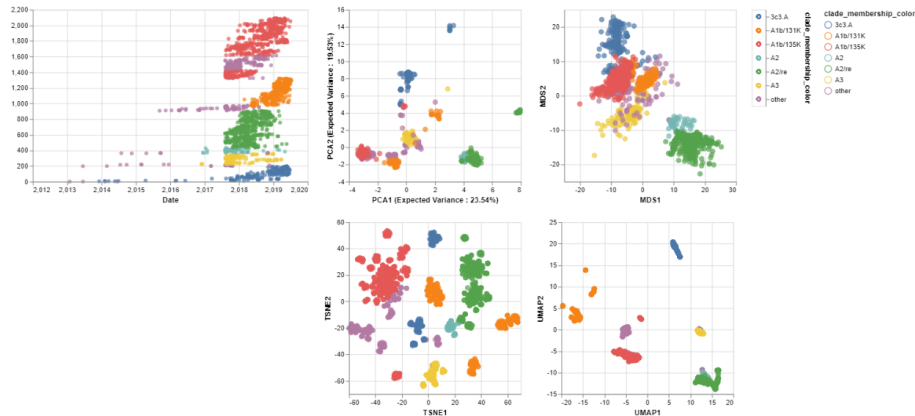 2,200
2,000
1,800
1,600
1,400
1,200
1,000
800
600
400
200
0
2,012 2,013 2,014 2,015 2,016 2,017 2,018 2,019 2,020
Date
PCA2 (Expected Variance : 19.53%)
16
14
12
10
8
6
4
2
0
-2
-4
-4 -2 0 2 4 6 8
PCA1 (Expected Variance : 23.54%)
MDS2
20
10
0
-10
-20
-20 -10 0 10 20 30
MDS1
clade_membership_color
3c3.A
A1b/131K
A1b/135K
A2
A2/re
A3
other
clade_membership_color
3c3.A
A1b/131K
A1b/135K
A2
A2/re
A3
other
TSNE2
60
40
20
0
-20
-40
-60
-60 -40 -20 0 20 40 60
TSNE1
UMAP2
25
20
15
10
5
0
-5
-10
-15
-20 -15 -10 -5 0 5 10 15 20
UMAP1